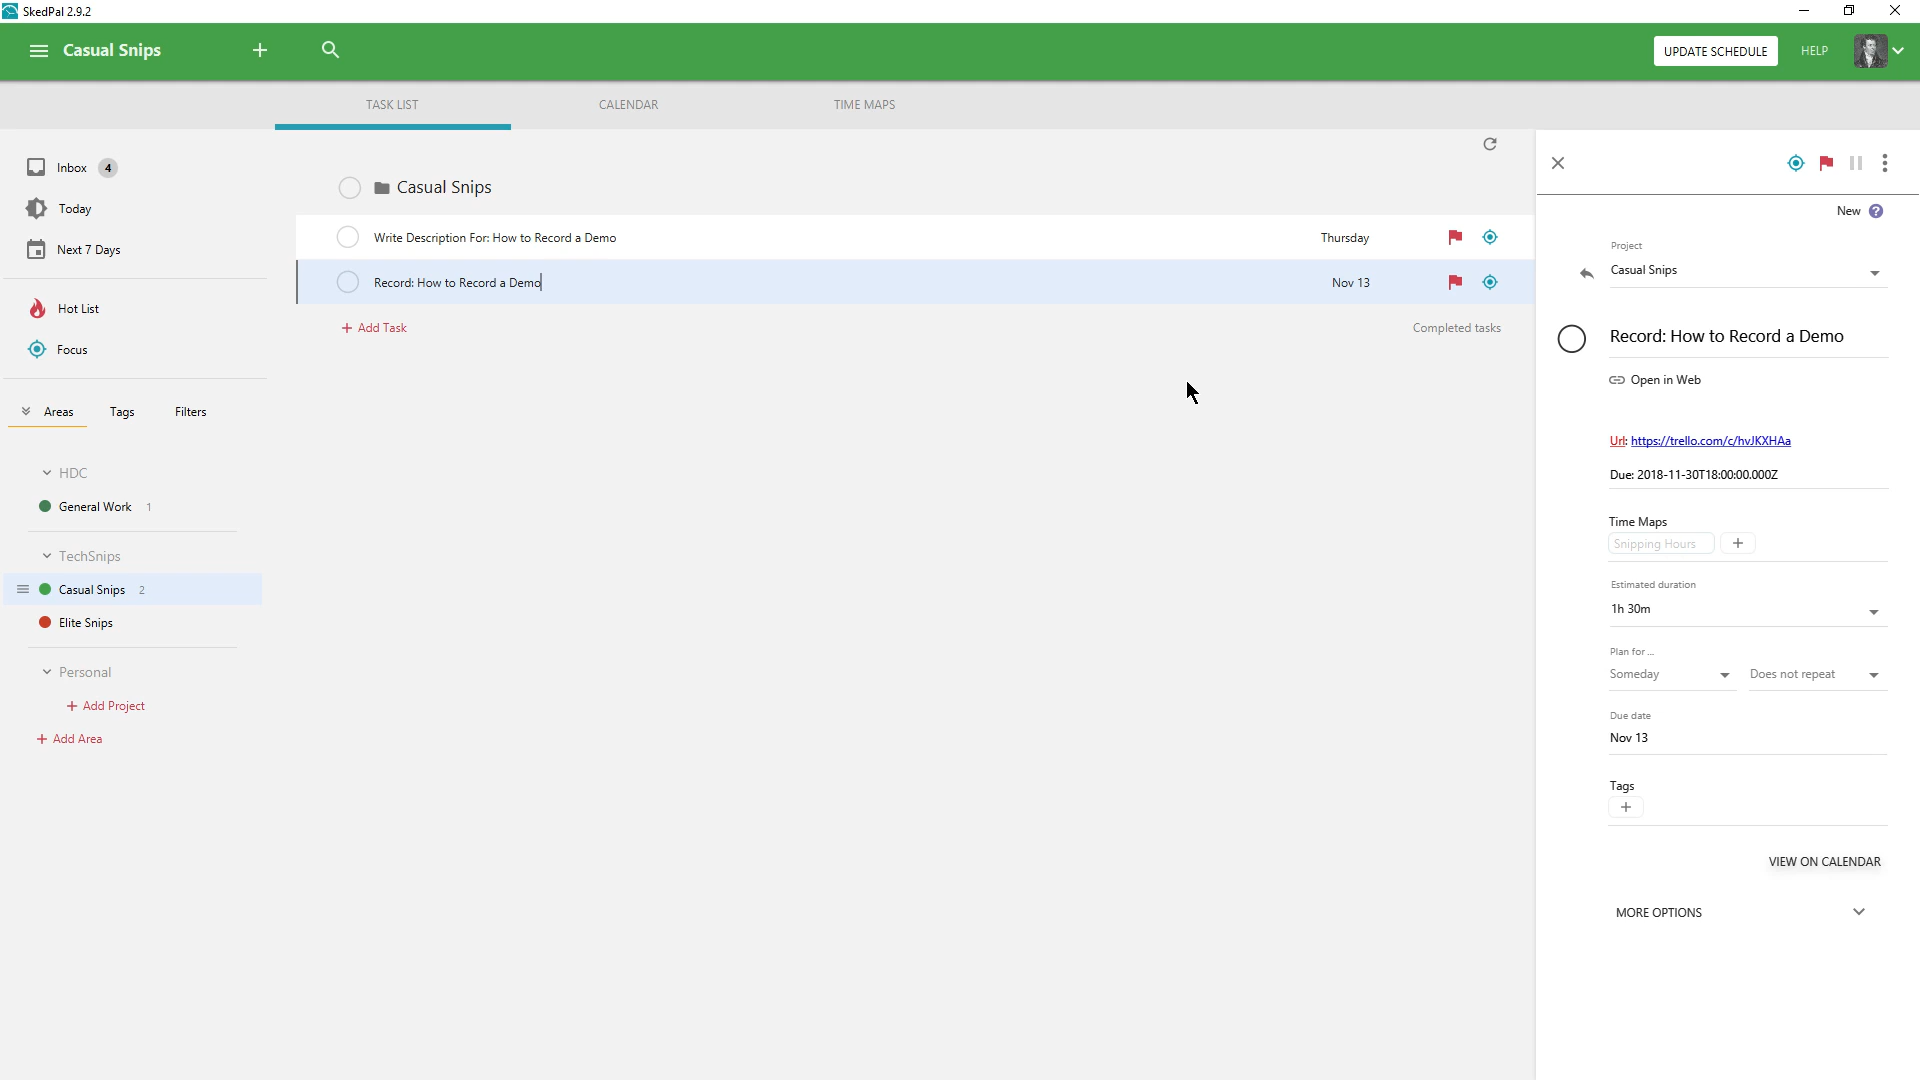 SkedPal 2.9.2
Casual Snips
UPDATE SCHEDULE
HELP
TASK LIST
CALENDAR
TIME MAPS
Inbox 4
Today
Next 7 Days
Hot List
Focus
Areas
Tags
Filters
HDC
General Work 1
TechSnips
Casual Snips 2
Elite Snips
Personal
+ Add Project
+ Add Area
Casual Snips
Write Description For: How to Record a Demo Thursday
Record: How to Record a Demo Nov 13
+ Add Task
Completed tasks
New ?
Project
Casual Snips
Record: How to Record a Demo
Open in Web
Url: https://trello.com/c/hvJKXHAa
Due: 2018-11-30T18:00:00.000Z
Time Maps
Snipping Hours +
Estimated duration
1h 30m
Plan for ...
Someday Does not repeat
Due date
Nov 13
Tags
+
VIEW ON CALENDAR
MORE OPTIONS